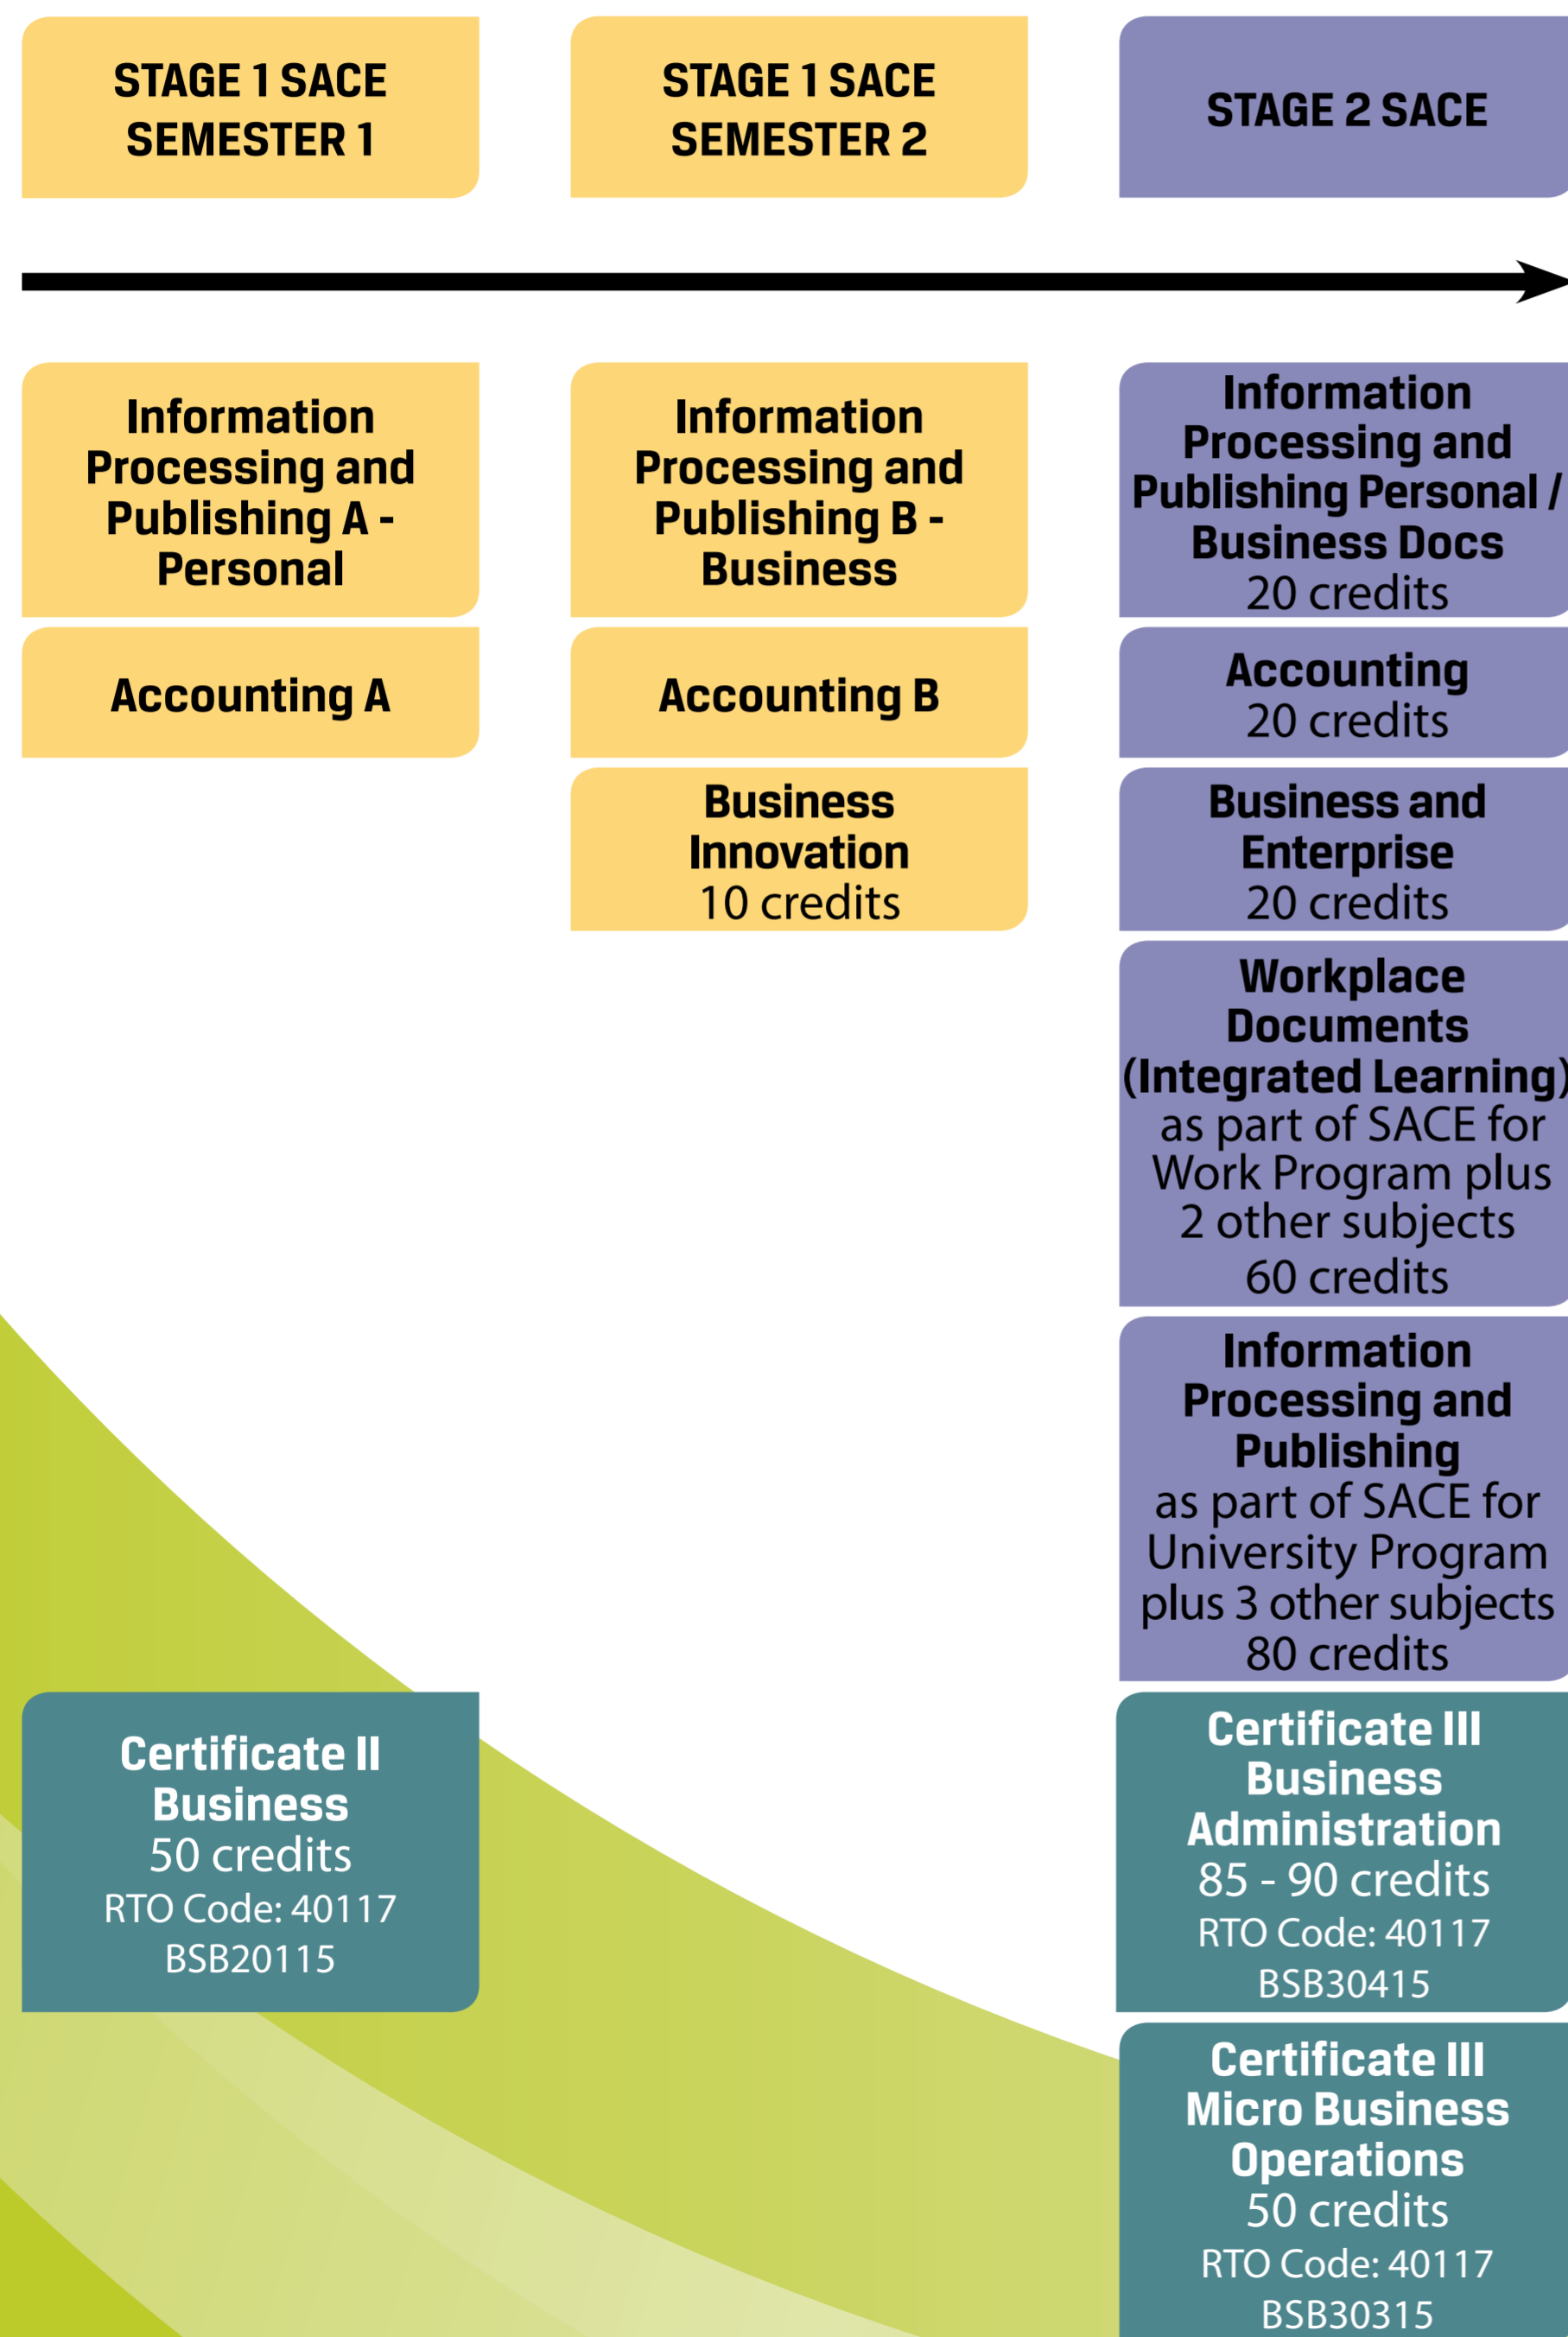 STAGE 1 SACE
SEMESTER 1
STAGE 1 SACE
SEMESTER 2
STAGE 2 SACE
Information
Processing and
Publishing A -
Personal
Information
Processing and
Publishing B -
Business
Information
Processing and
Publishing Personal /
Business Docs
20 credits
Accounting A
Accounting B
Accounting
20 credits
Business
Innovation
10 credits
Business and
Enterprise
20 credits
Workplace
Documents
(Integrated Learning)
as part of SACE for
Work Program plus
2 other subjects
60 credits
Information
Processing and
Publishing
as part of SACE for
University Program
plus 3 other subjects
80 credits
Certificate II
Business
50 credits
RTO Code: 40117
BSB20115
Certificate III
Business
Administration
85 - 90 credits
RTO Code: 40117
BSB30415
Certificate III
Micro Business
Operations
50 credits
RTO Code: 40117
BSB30315